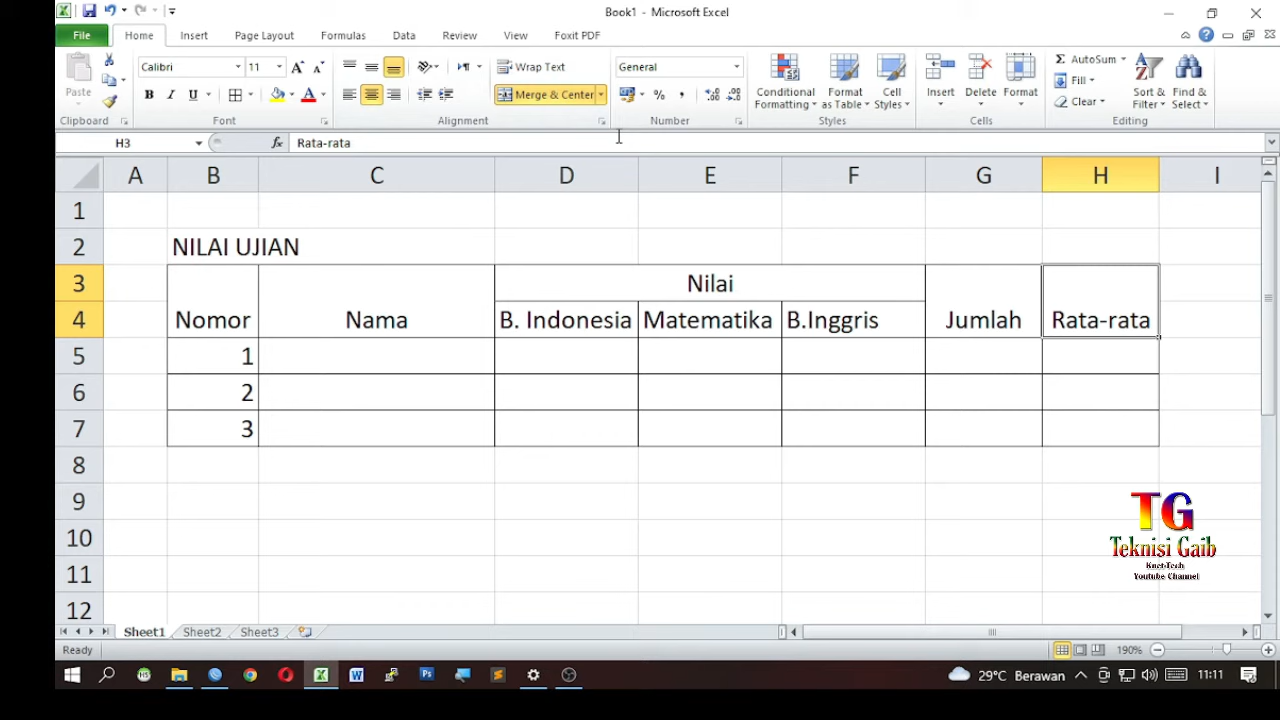 Book1 - Microsoft Excel
File Home Insert Page Layout Formulas Data Review View Foxit PDF
Paste
Calibri 11
B I U A
Wrap Text
Merge & Center
General
% ,
Conditional Formatting
Format as Table
Cell Styles
Insert Delete Format
AutoSum
Fill
Clear
Sort & Filter
Find & Select
Clipboard Font Alignment Number Styles Cells Editing
H3 fx Rata-rata
A B C D E F G H I
1
2 NILAI UJIAN
3 Nilai
4 Nomor Nama B. Indonesia Matematika B.Inggris Jumlah Rata-rata
5 1
6 2
7 3
8
9
10
11
12
TG
Teknisi Gaib
Knet-Tech
Youtube Channel
Sheet1 Sheet2 Sheet3
Ready 190%
29°C Berawan 11:11